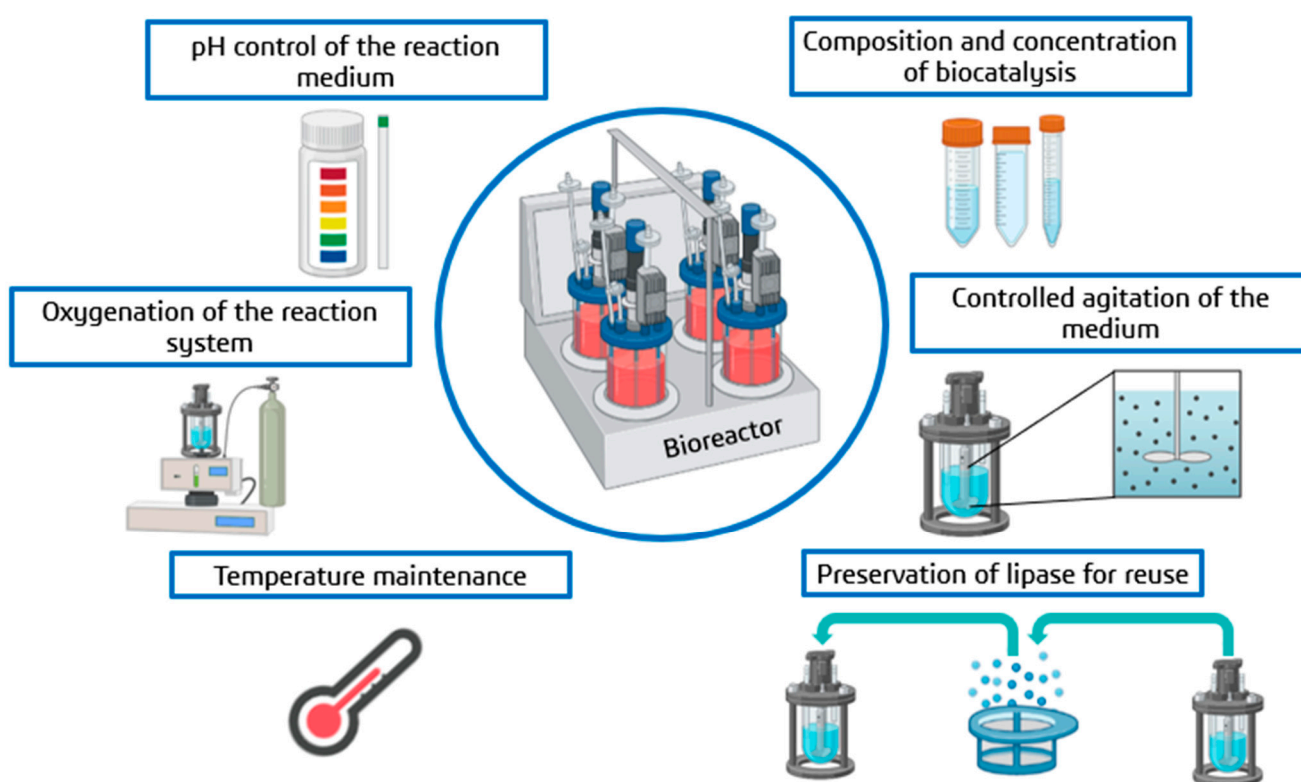 pH control of the reaction
medium
Composition and concentration
of biocatalysis
Oxygenation of the reaction
system
Controlled agitation of the
medium
Bioreactor
Temperature maintenance
Preservation of lipase for reuse